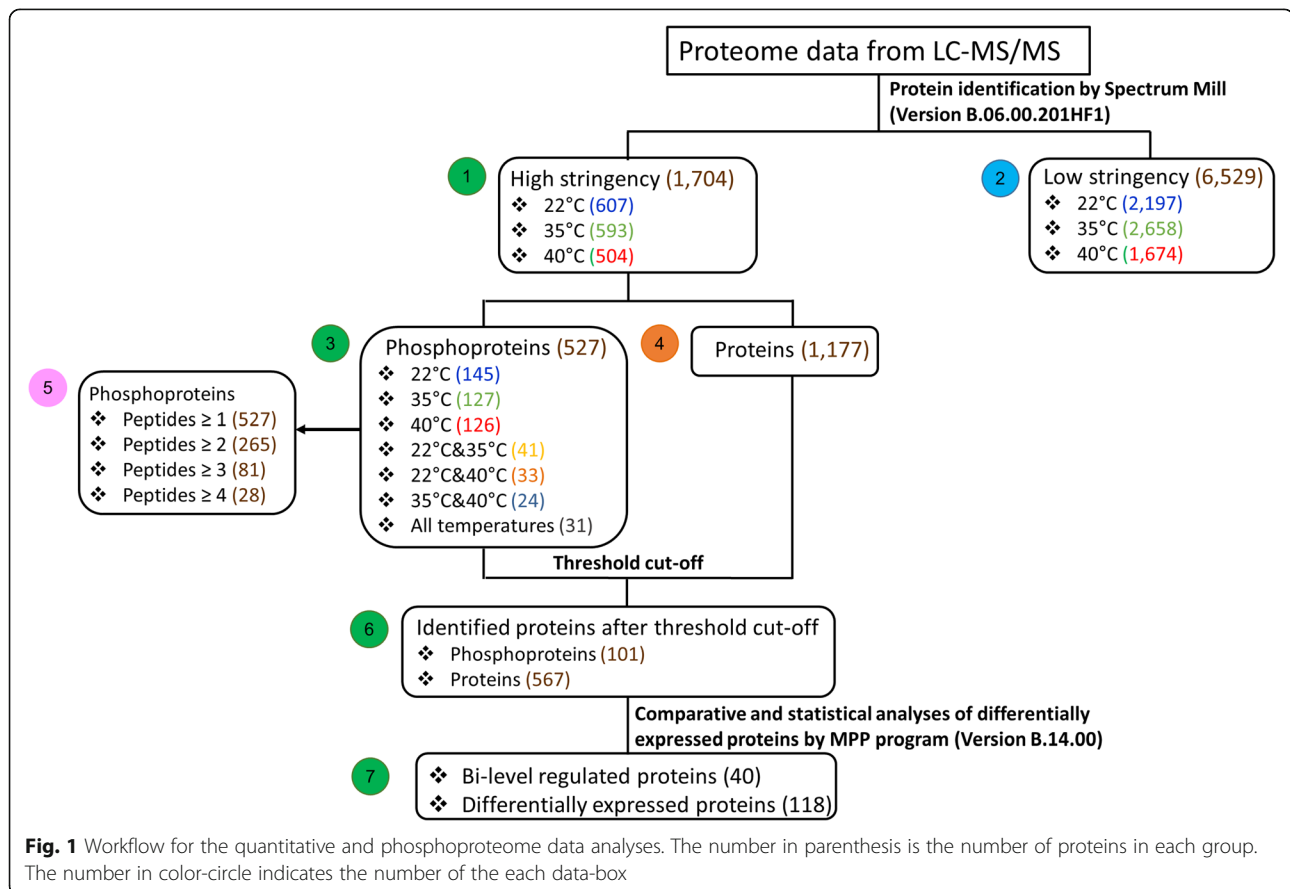 Proteome data from LC-MS/MS
Protein identification by Spectrum Mill
(Version B.06.00.201HF1)
1
High stringency (1,704)
❖ 22°C (607)
❖ 35°C (593)
❖ 40°C (504)
2
Low stringency (6,529)
❖ 22°C (2,197)
❖ 35°C (2,658)
❖ 40°C (1,674)
3
Phosphoproteins (527)
❖ 22°C (145)
❖ 35°C (127)
❖ 40°C (126)
❖ 22°C&35°C (41)
❖ 22°C&40°C (33)
❖ 35°C&40°C (24)
❖ All temperatures (31)
4
Proteins (1,177)
5
Phosphoproteins
❖ Peptides ≥ 1 (527)
❖ Peptides ≥ 2 (265)
❖ Peptides ≥ 3 (81)
❖ Peptides ≥ 4 (28)
Threshold cut-off
6
Identified proteins after threshold cut-off
❖ Phosphoproteins (101)
❖ Proteins (567)
Comparative and statistical analyses of differentially
expressed proteins by MPP program (Version B.14.00)
7
❖ Bi-level regulated proteins (40)
❖ Differentially expressed proteins (118)
Fig. 1 Workflow for the quantitative and phosphoproteome data analyses. The number in parenthesis is the number of proteins in each group.
The number in color-circle indicates the number of the each data-box